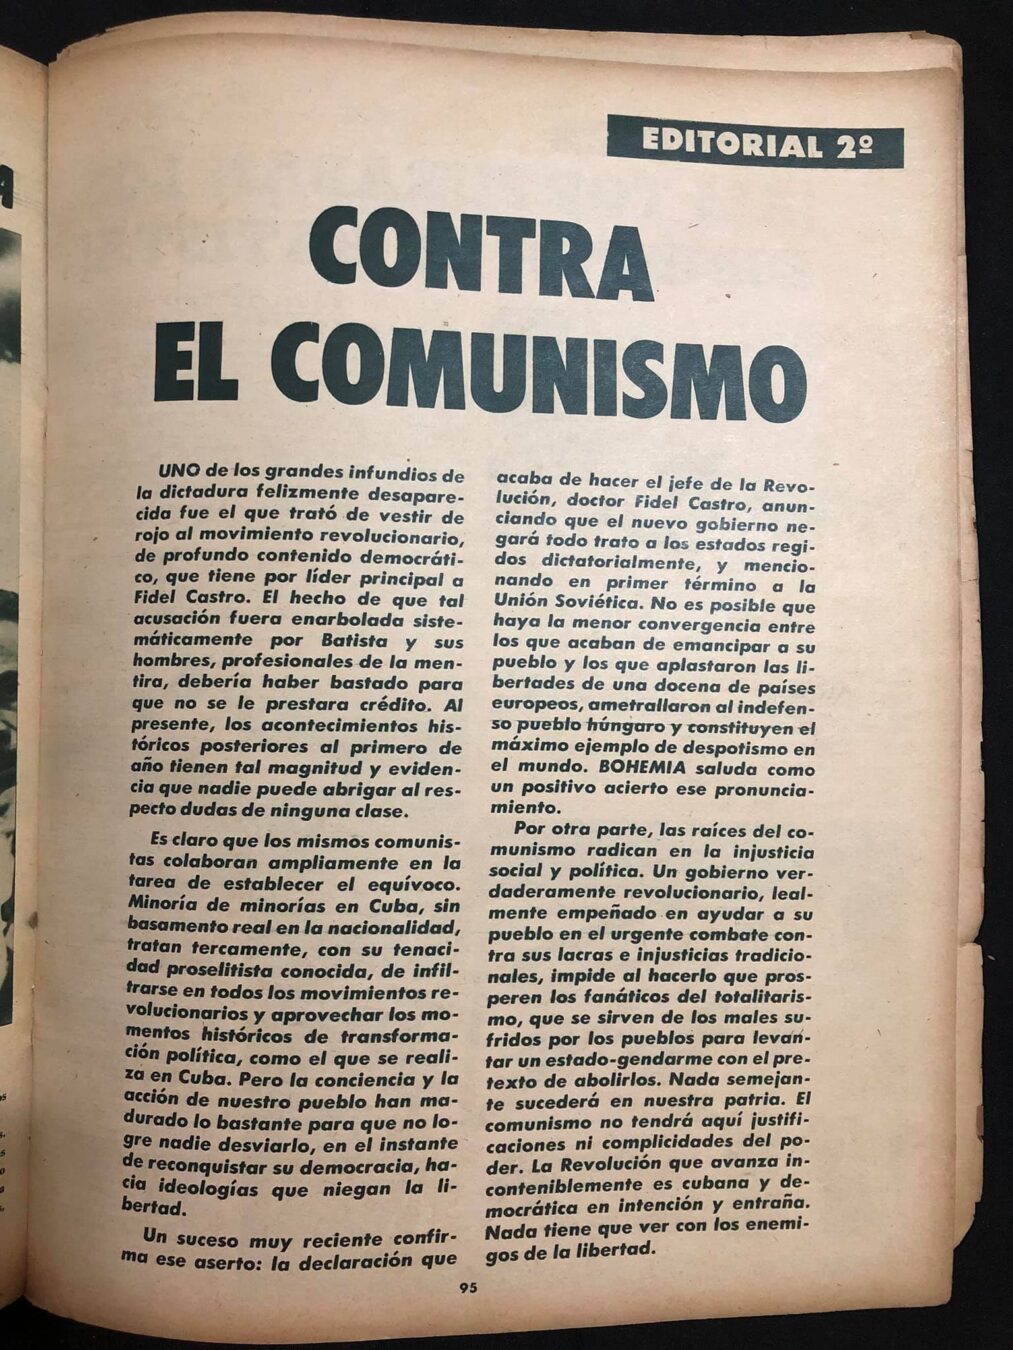 EDITORIAL 2º
CONTRA
EL COMUNISMO
UNO de los grandes infundios de
la dictadura felizmente desapare-
cida fue el que trató de vestir de
rojo al movimiento revolucionario,
de profundo contenido democráti-
co, que tiene por líder principal a
Fidel Castro. El hecho de que tal
acusación fuera enarbolada siste-
máticamente por Batista y sus
hombres, profesionales de la men-
tira, debería haber bastado para
que no se le prestara crédito. Al
presente, los acontecimientos his-
tóricos posteriores al primero de
año tienen tal magnitud y eviden-
cia que nadie puede abrigar al res-
pecto dudas de ninguna clase.
Es claro que los mismos comunis-
tas colaboran ampliamente en la
tarea de establecer el equívoco.
Minoría de minorías en Cuba, sin
basamento real en la nacionalidad,
tratan tercamente, con su tenaci-
dad proselitista conocida, de infil-
trarse en todos los movimientos re-
volucionarios y aprovechar los mo-
mentos históricos de transforma-
ción política, como el que se reali-
za en Cuba. Pero la conciencia y la
acción de nuestro pueblo han ma-
durado lo bastante para que no lo-
gre nadie desviarlo, en el instante
de reconquistar su democracia, ha-
cia ideologías que niegan la li-
bertad.
Un suceso muy reciente confir-
ma ese aserto: la declaración que
acaba de hacer el jefe de la Revo-
lución, doctor Fidel Castro, anun-
ciando que el nuevo gobierno ne-
gará todo trato a los estados regi-
dos dictatorialmente, y mencio-
nando en primer término a la
Unión Soviética. No es posible que
haya la menor convergencia entre
los que acaban de emancipar a su
pueblo y los que aplastaron las li-
bertades de una docena de países
europeos, ametrallaron al indefen-
so pueblo húngaro y constituyen el
máximo ejemplo de despotismo en
el mundo. BOHEMIA saluda como
un positivo acierto ese pronuncia-
miento.
Por otra parte, las raíces del co-
munismo radican en la injusticia
social y política. Un gobierno ver-
daderamente revolucionario, leal-
mente empeñado en ayudar a su
pueblo en el urgente combate con-
tra sus lacras e injusticias tradicio-
nales, impide al hacerlo que pros-
peren los fanáticos del totalitaris-
mo, que se sirven de los males su-
fridos por los pueblos para levan-
tar un estado-gendarme con el pre-
texto de abolirlos. Nada semejan-
te sucederá en nuestra patria. El
comunismo no tendrá aquí justifi-
caciones ni complicidades del po-
der. La Revolución que avanza in-
conteniblemente es cubana y de-
mocrática en intención y entraña.
Nada tiene que ver con los enemi-
gos de la libertad.
95